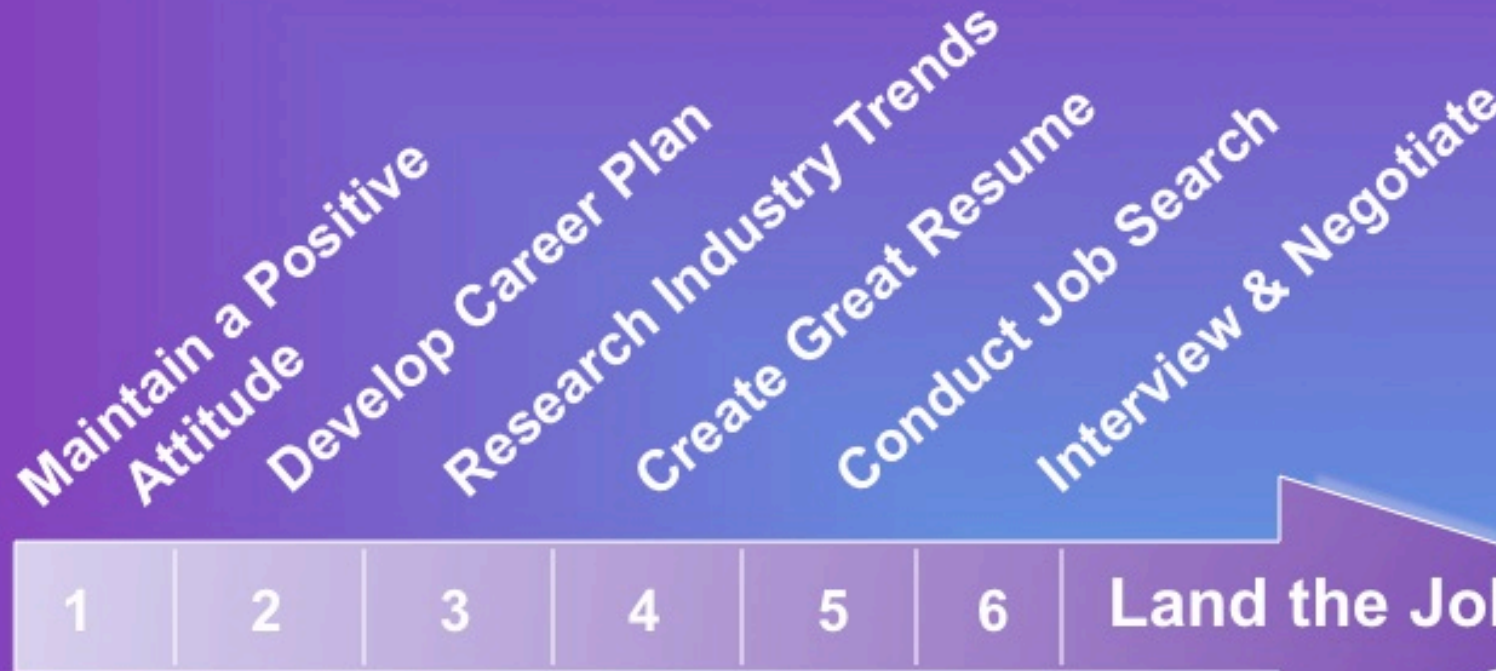 Maintain a Positive
Attitude
Develop Career Plan
Research Industry Trends
Create Great Resume
Conduct Job Search
Interview & Negotiate
1
2
3
4
5
6
Land the